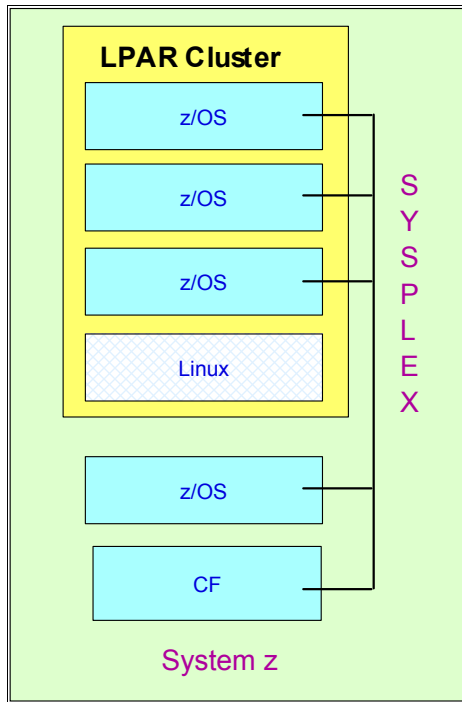 LPAR Cluster
z/OS
z/OS
z/OS
Linux
z/OS
CF
S
Y
S
P
L
E
X
System z